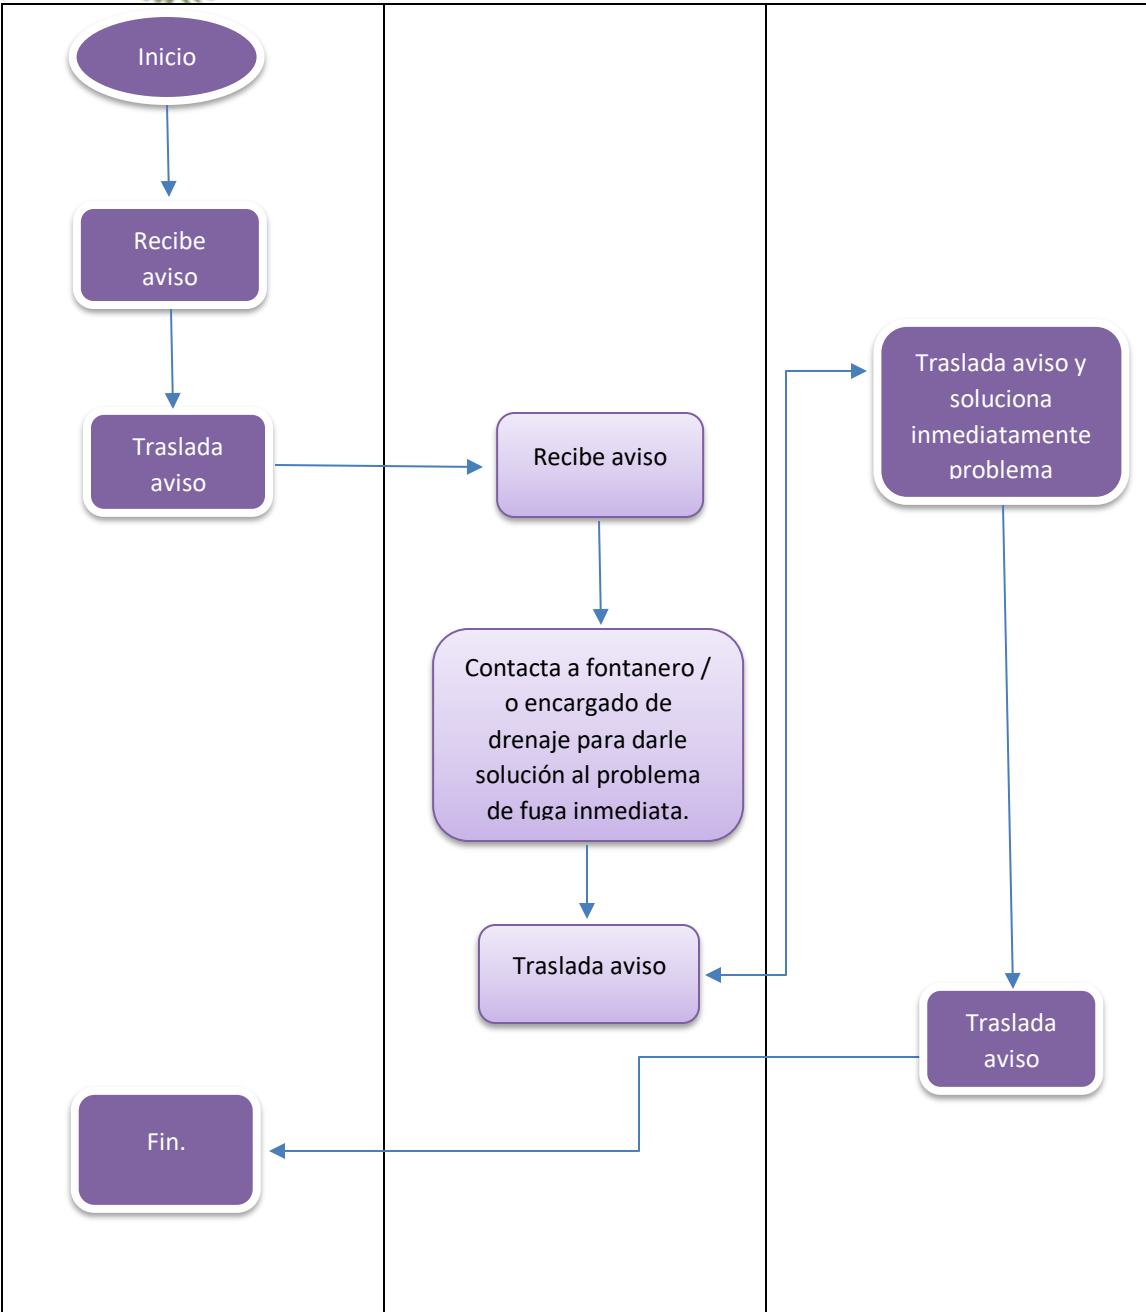 Inicio
Recibe
aviso
Traslada
aviso
Recibe aviso
Contacta a fontanero /
o encargado de
drenaje para darle
solución al problema
de fuga inmediata.
Traslada aviso
Traslada aviso y
soluciona
inmediatamente
problema
Traslada
aviso
Fin.